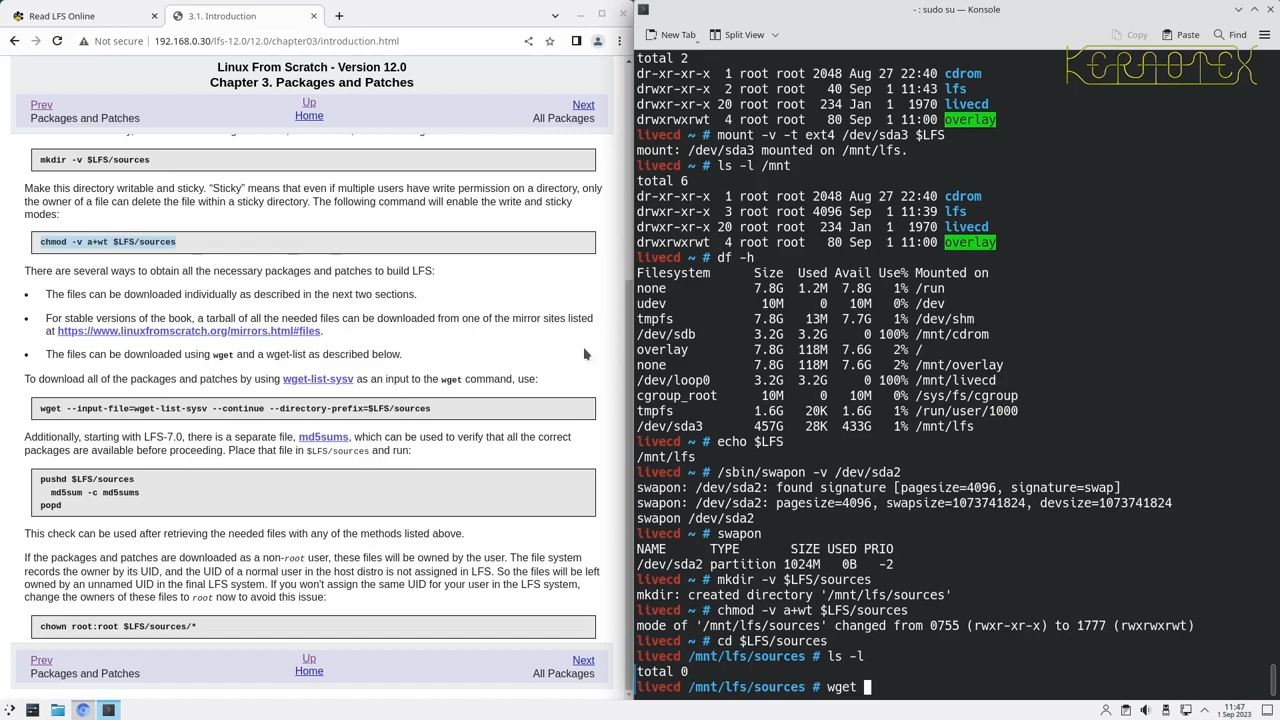 Read LFS Online
3.1. Introduction
Not secure
192.168.0.30/lfs-12.0/12.0/chapter03/introduction.html
Linux From Scratch - Version 12.0
Chapter 3. Packages and Patches
Prev
Up
Next
Packages and Patches
Home
All Packages
mkdir -v $LFS/sources
Make this directory writable and sticky. “Sticky” means that even if multiple users have write permission on a directory, only
the owner of a file can delete the file within a sticky directory. The following command will enable the write and sticky
modes:
chmod -v a+wt $LFS/sources
There are several ways to obtain all the necessary packages and patches to build LFS:
• The files can be downloaded individually as described in the next two sections.
• For stable versions of the book, a tarball of all the needed files can be downloaded from one of the mirror sites listed
at https://www.linuxfromscratch.org/mirrors.html#files.
• The files can be downloaded using wget and a wget-list as described below.
To download all of the packages and patches by using wget-list-sysv as an input to the wget command, use:
wget --input-file=wget-list-sysv --continue --directory-prefix=$LFS/sources
Additionally, starting with LFS-7.0, there is a separate file, md5sums, which can be used to verify that all the correct
packages are available before proceeding. Place that file in $LFS/sources and run:
pushd $LFS/sources
md5sum -c md5sums
popd
This check can be used after retrieving the needed files with any of the methods listed above.
If the packages and patches are downloaded as a non-root user, these files will be owned by the user. The file system
records the owner by its UID, and the UID of a normal user in the host distro is not assigned in LFS. So the files will be left
owned by an unnamed UID in the final LFS system. If you won't assign the same UID for your user in the LFS system,
change the owners of these files to root now to avoid this issue:
chown root:root $LFS/sources/*
Prev
Up
Next
Packages and Patches
Home
All Packages
- : sudo su — Konsole
New Tab
Split View
Copy
Paste
Find
KERNOTEX
total 2
dr-xr-xr-x 1 root root 2048 Aug 27 22:40 cdrom
drwxr-xr-x 2 root root 40 Sep 1 11:43 lfs
drwxr-xr-x 20 root root 234 Jan 1 1970 livecd
drwxrwxrwt 4 root root 80 Sep 1 11:00 overlay
livecd ~ # mount -v -t ext4 /dev/sda3 $LFS
mount: /dev/sda3 mounted on /mnt/lfs.
livecd ~ # ls -l /mnt
total 6
dr-xr-xr-x 1 root root 2048 Aug 27 22:40 cdrom
drwxr-xr-x 3 root root 4096 Sep 1 11:39 lfs
drwxr-xr-x 20 root root 234 Jan 1 1970 livecd
drwxrwxrwt 4 root root 80 Sep 1 11:00 overlay
livecd ~ # df -h
Filesystem Size Used Avail Use% Mounted on
none 7.8G 1.2M 7.8G 1% /run
udev 10M 0 10M 0% /dev
tmpfs 7.8G 13M 7.7G 1% /dev/shm
/dev/sdb 3.2G 3.2G 0 100% /mnt/cdrom
overlay 7.8G 118M 7.6G 2% /
none 7.8G 118M 7.6G 2% /mnt/overlay
/dev/loop0 3.2G 3.2G 0 100% /mnt/livecd
cgroup_root 10M 0 10M 0% /sys/fs/cgroup
tmpfs 1.6G 20K 1.6G 1% /run/user/1000
/dev/sda3 457G 28K 433G 1% /mnt/lfs
livecd ~ # echo $LFS
/mnt/lfs
livecd ~ # /sbin/swapon -v /dev/sda2
swapon: /dev/sda2: found signature [pagesize=4096, signature=swap]
swapon: /dev/sda2: pagesize=4096, swapsize=1073741824, devsize=1073741824
swapon /dev/sda2
livecd ~ # swapon
NAME TYPE SIZE USED PRIO
/dev/sda2 partition 1024M 0B -2
livecd ~ # mkdir -v $LFS/sources
mkdir: created directory '/mnt/lfs/sources'
livecd ~ # chmod -v a+wt $LFS/sources
mode of '/mnt/lfs/sources' changed from 0755 (rwxr-xr-x) to 1777 (rwxrwxrwt)
livecd ~ # cd $LFS/sources
livecd /mnt/lfs/sources # ls -l
total 0
livecd /mnt/lfs/sources # wget
11:47
1 Sep 2023